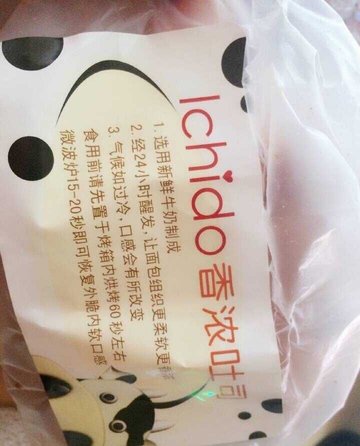 Ichido香浓吐司
1. 选用新鲜牛奶制成
2. 经24小时醒发,让面包组织更柔软更
3. 气候如过冷,口感会有所改变
食用前请先置于烤箱内烘烤60秒左右
微波炉15-20秒即可恢复外脆内软口感